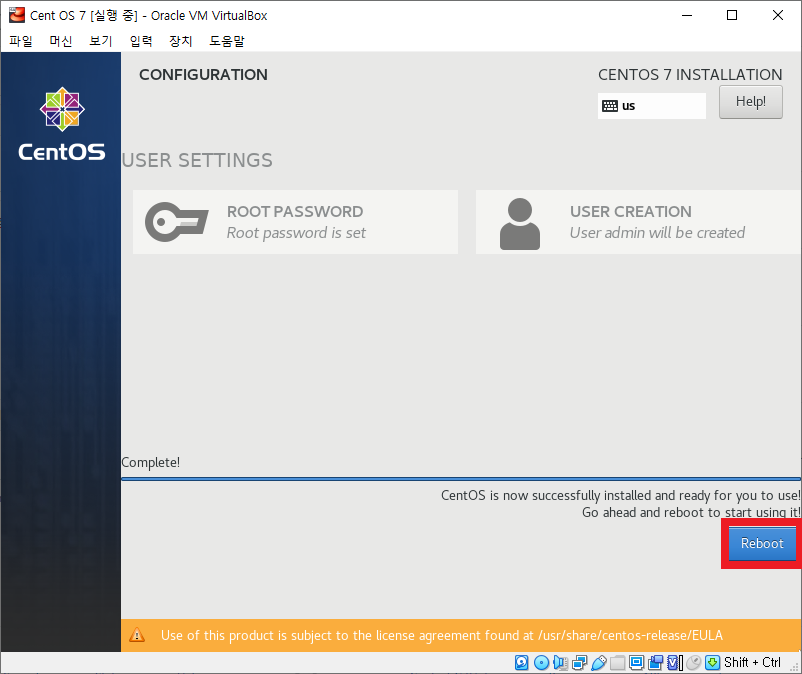 Cent OS 7 [실행 중] - Oracle VM VirtualBox
파일 머신 보기 입력 장치 도움말
CentOS
CONFIGURATION
CENTOS 7 INSTALLATION
us
Help!
USER SETTINGS
ROOT PASSWORD
Root password is set
USER CREATION
User admin will be created
Complete!
CentOS is now successfully installed and ready for you to use!
Go ahead and reboot to start using it!
Reboot
Use of this product is subject to the license agreement found at /usr/share/centos-release/EULA
Shift + Ctrl